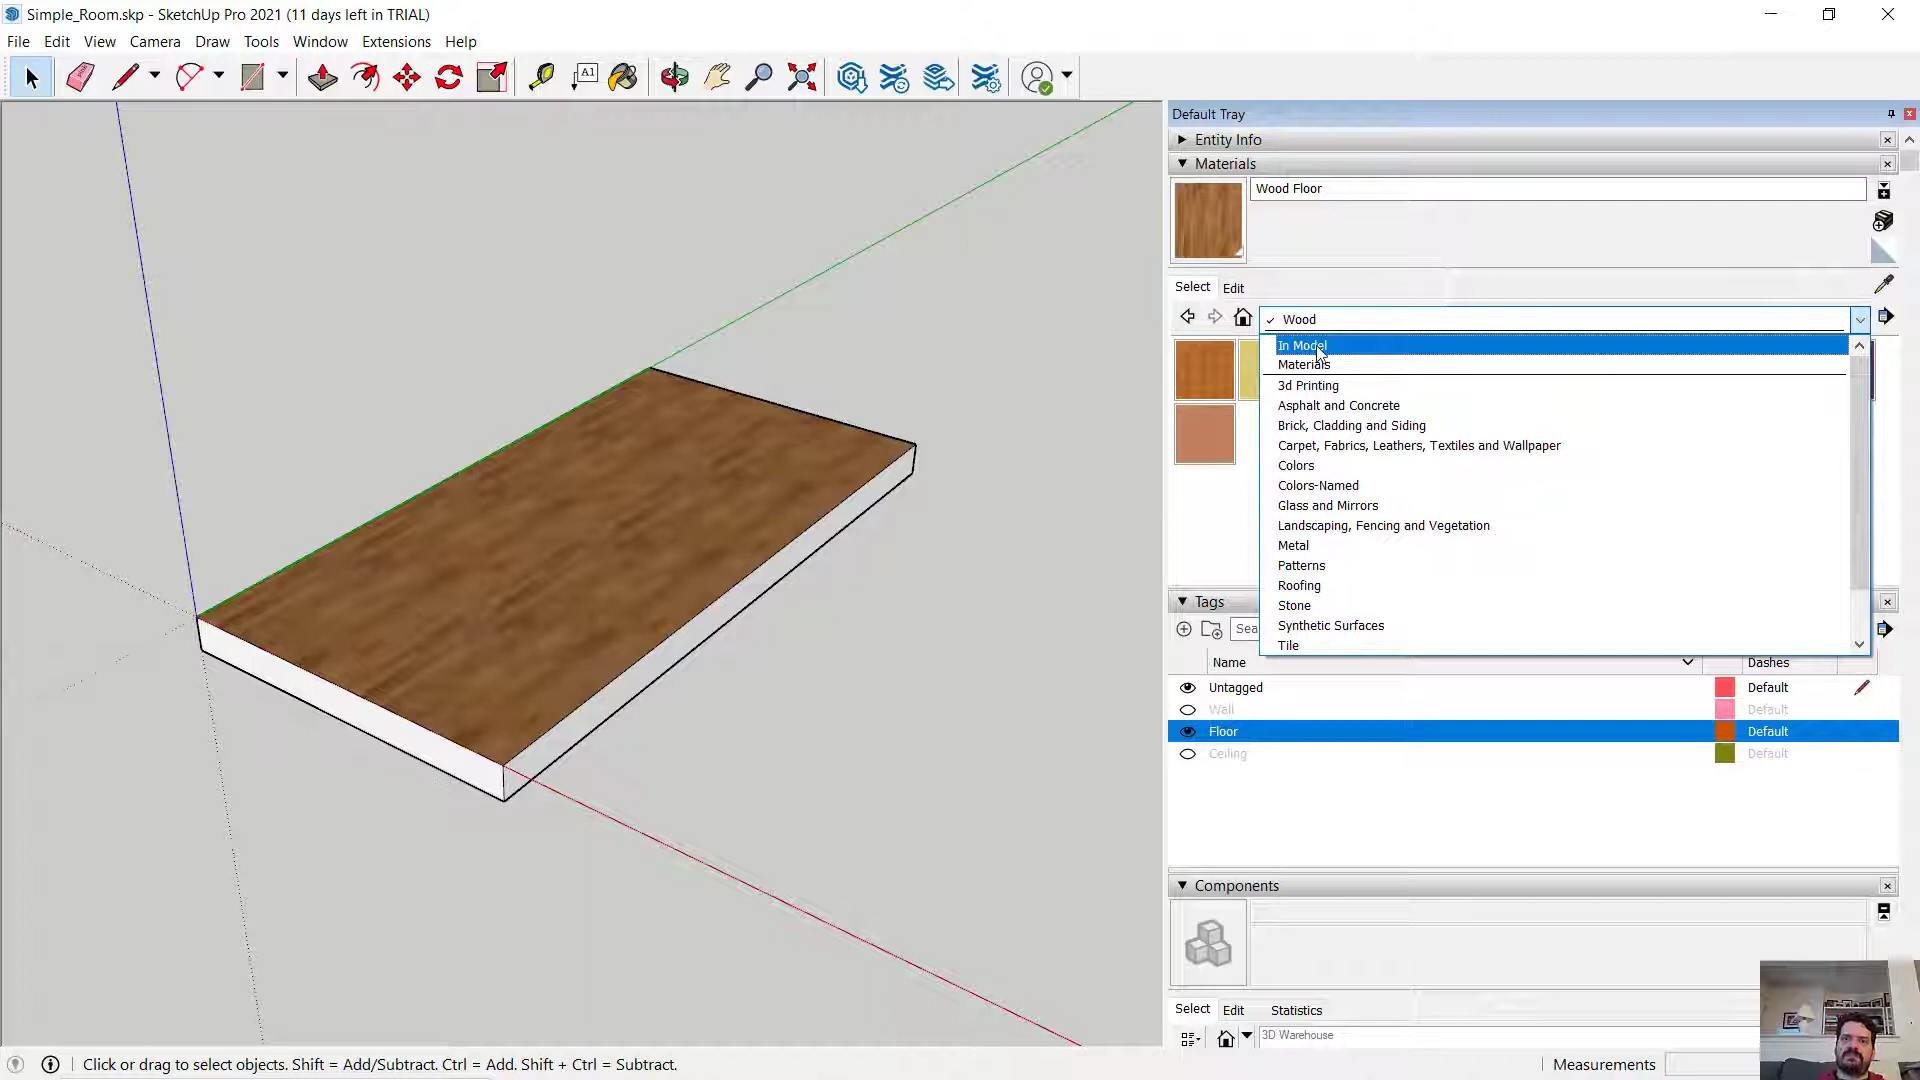 Simple_Room.skp - SketchUp Pro 2021 (11 days left in TRIAL)
File Edit View Camera Draw Tools Window Extensions Help
A1
Default Tray
Entity Info
Materials
Wood Floor
Select Edit
Wood
In Model
Materials
3d Printing
Asphalt and Concrete
Brick, Cladding and Siding
Carpet, Fabrics, Leathers, Textiles and Wallpaper
Colors
Colors-Named
Glass and Mirrors
Landscaping, Fencing and Vegetation
Metal
Patterns
Roofing
Stone
Synthetic Surfaces
Tile
Tags
Sea
Name Dashes
Untagged Default
Wall Default
Floor Default
Ceiling Default
Components
Select Edit Statistics
3D Warehouse
Click or drag to select objects. Shift = Add/Subtract. Ctrl = Add. Shift + Ctrl = Subtract.
Measurements